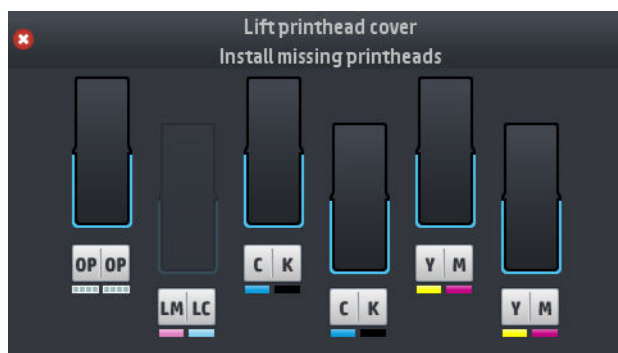 Lift printhead cover
Install missing printheads
OP OP
C K
Y M
LM LC
C K
Y M